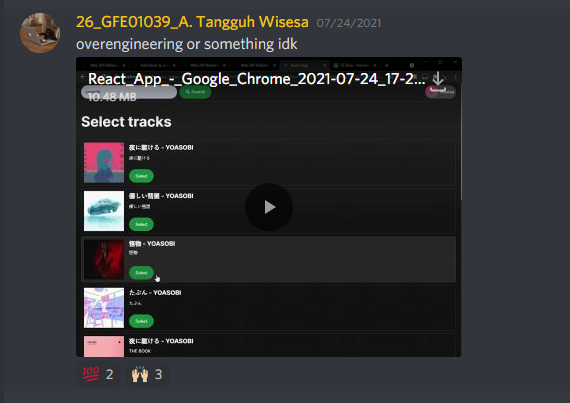 26_GFE01039_A. Tangguh Wisesa 07/24/2021
overengineering or something idk
React_App_-_Google_Chrome_2021-07-24_17-2...
10.48 MB
Search
Select tracks
夜に駆ける - YOASOBI
夜に駆ける
Select
優しい彗星 - YOASOBI
優しい彗星
Select
怪物 - YOASOBI
怪物
Select
たぶん - YOASOBI
たぶん
Select
夜に駆ける - YOASOBI
THE BOOK
2
3